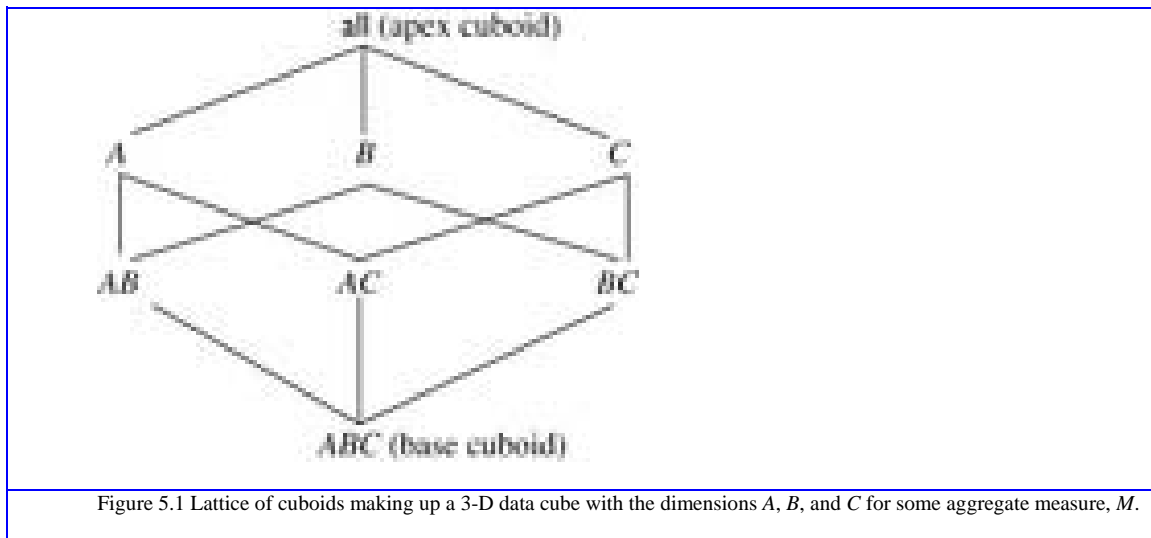 all (apex cuboid)
A B C
AB AC BC
ABC (base cuboid)
Figure 5.1 Lattice of cuboids making up a 3-D data cube with the dimensions A, B, and C for some aggregate measure, M.